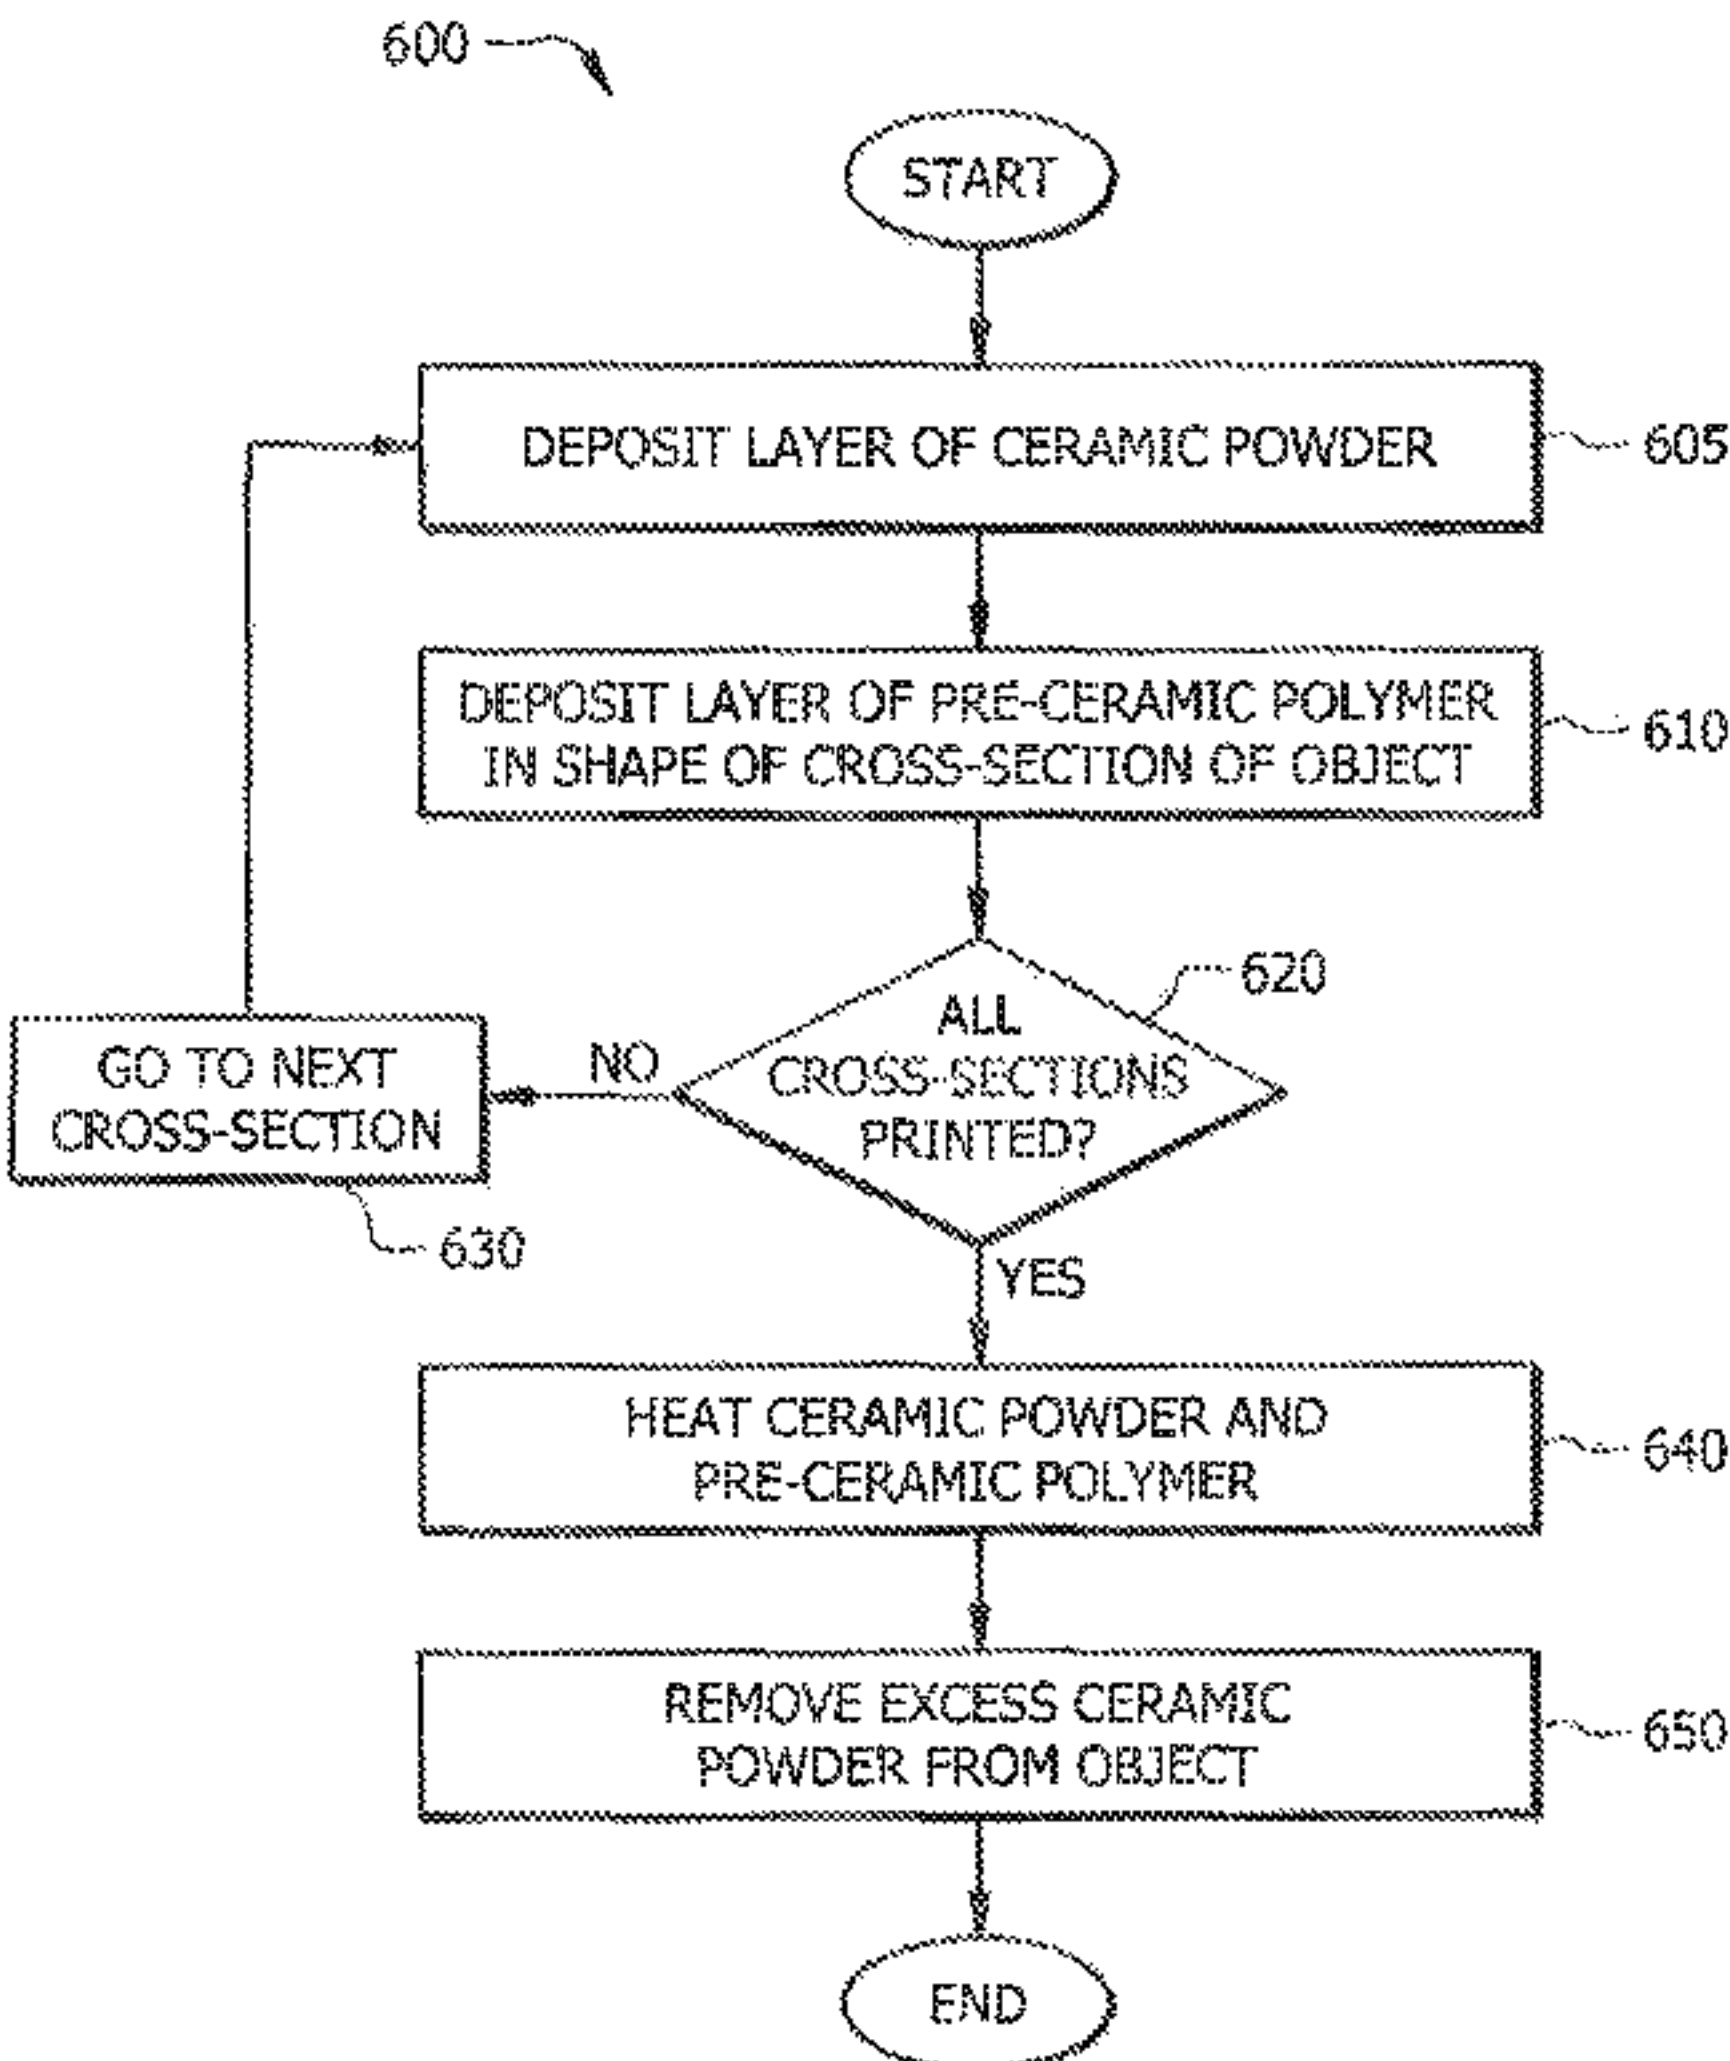 600
START
DEPOSIT LAYER OF CERAMIC POWDER
605
DEPOSIT LAYER OF PRE-CERAMIC POLYMER
IN SHAPE OF CROSS-SECTION OF OBJECT
610
620
ALL
CROSS-SECTIONS
PRINTED?
NO
GO TO NEXT
CROSS-SECTION
630
YES
HEAT CERAMIC POWDER AND
PRE-CERAMIC POLYMER
640
REMOVE EXCESS CERAMIC
POWDER FROM OBJECT
650
END